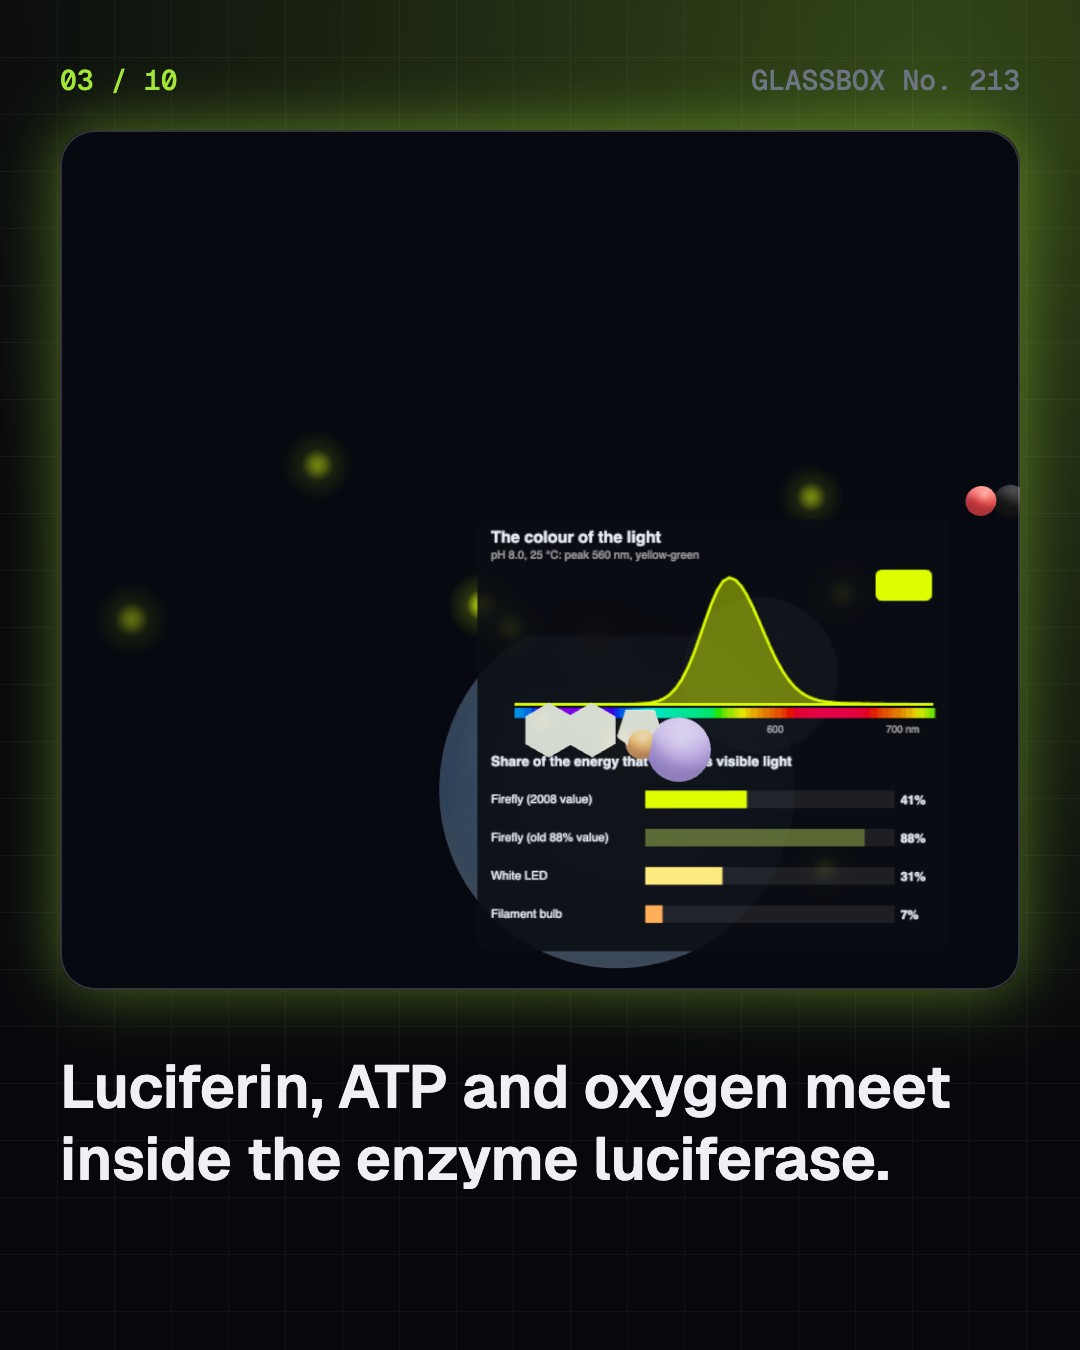 03 / 10
GLASSBOX No. 213
The colour of the light
pH 8.0, 25 °C: peak 560 nm, yellow-green
600
700 nm
Share of the energy that visible light
Firefly (2008 value)
41%
Firefly (old 88% value)
88%
White LED
31%
Filament bulb
7%
Luciferin, ATP and oxygen meet
inside the enzyme luciferase.